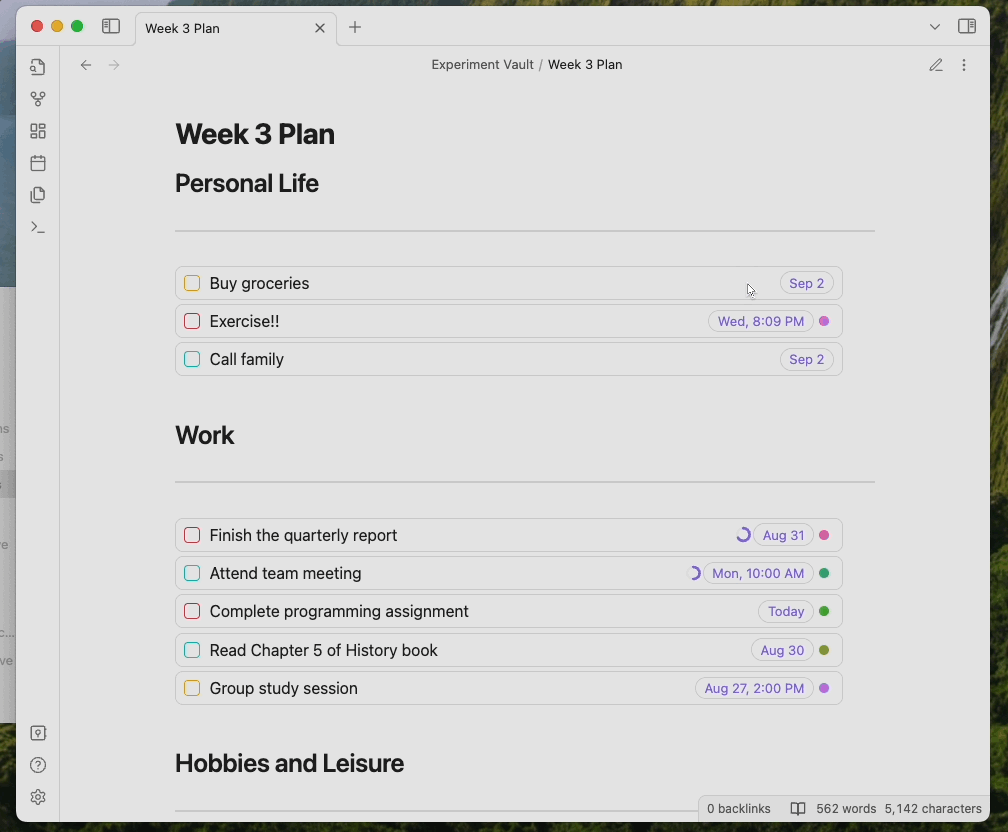 Week 3 Plan
Experiment Vault / Week 3 Plan
Week 3 Plan
Personal Life
Buy groceries Sep 2
Exercise!! Wed, 8:09 PM
Call family Sep 2
Work
Finish the quarterly report Aug 31
Attend team meeting Mon, 10:00 AM
Complete programming assignment Today
Read Chapter 5 of History book Aug 30
Group study session Aug 27, 2:00 PM
Hobbies and Leisure
0 backlinks 562 words 5,142 characters